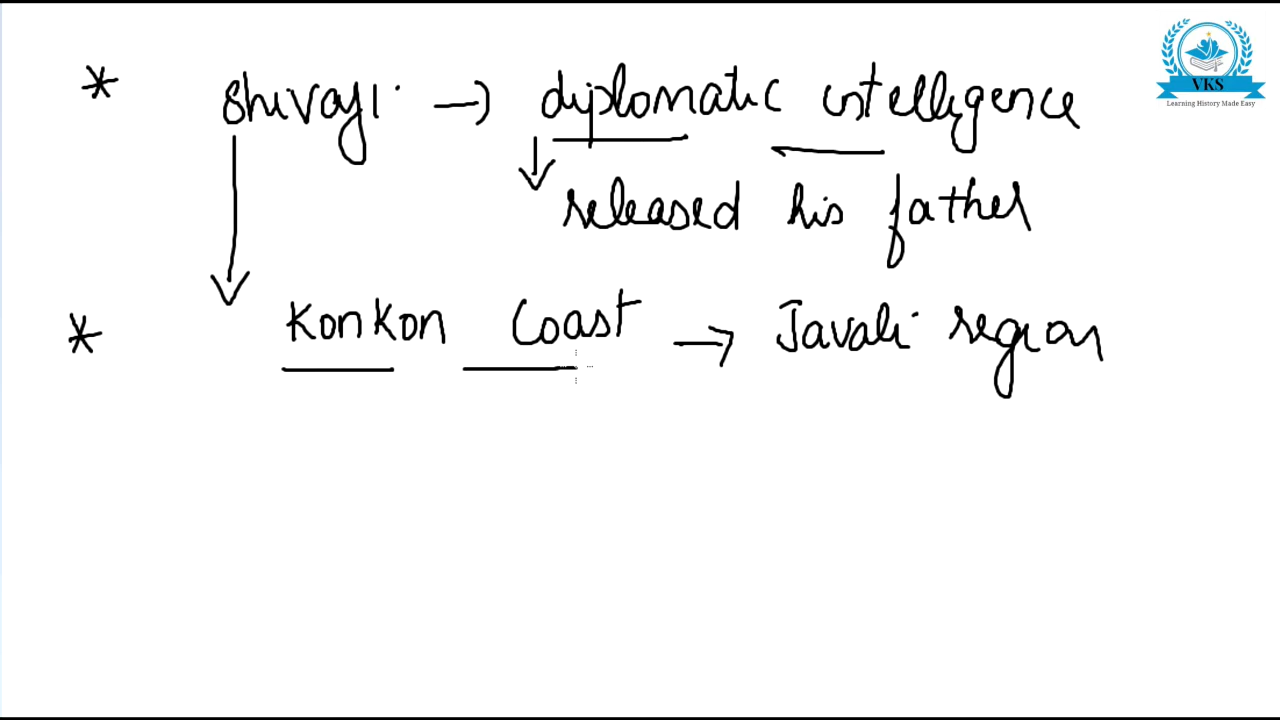 * Shivaji → diplomatic intelligence
↓ released his father
* Konkon Coast → Javali region
VKS
Learning History Made Easy